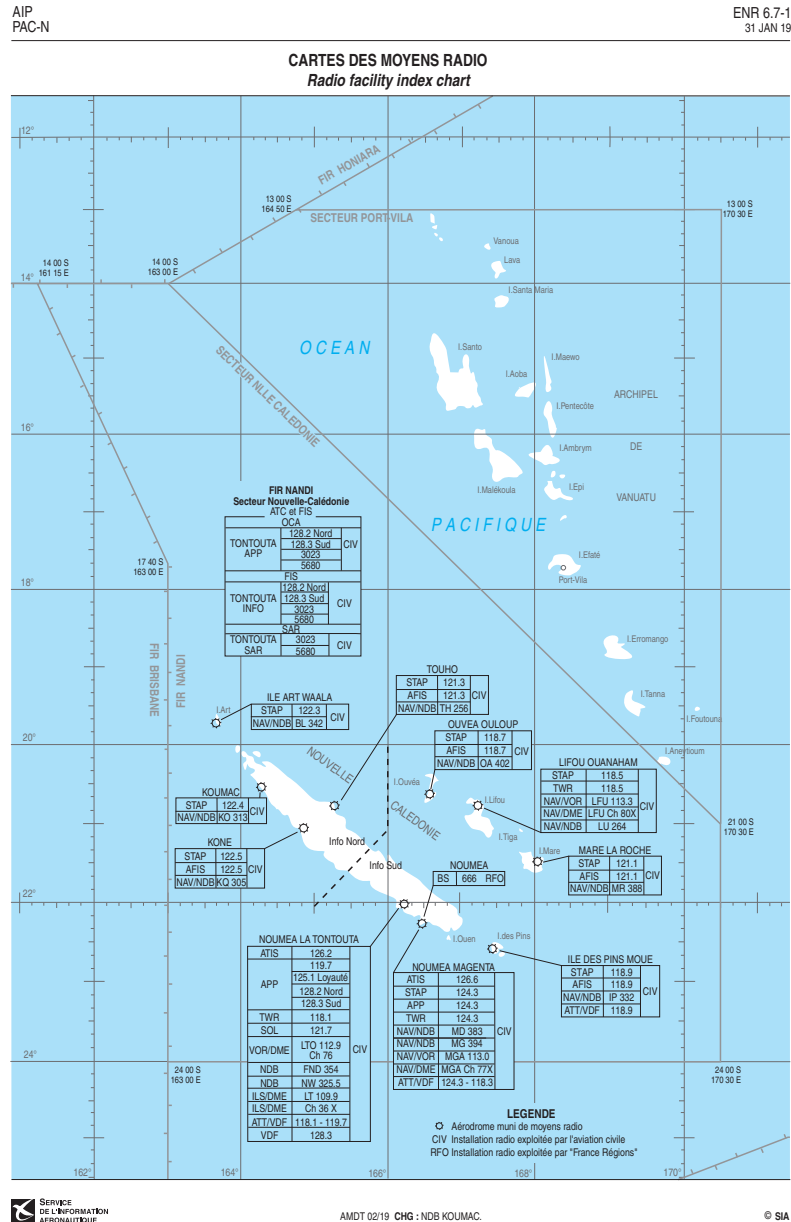 AIP
PAC-N
ENR 6.7-1
31 JAN 19
CARTES DES MOYENS RADIO
Radio facility index chart
12°
FIR HONIARA
13 00 S
164 50 E
SECTEUR PORT-VILA
13 00 S
170 30 E
14 00 S
161 15 E
14 00 S
163 00 E
14°
Vanoua
Lava
I.Santa Maria
OCEAN
SECTEUR NLLE CALEDONIE
I.Santo
I.Maewo
I.Aoba
I.Pentecôte
ARCHIPEL
DE
VANUATU
16°
I.Ambrym
I.Malékoula
I.Epi
PACIFIQUE
FIR NANDI
Secteur Nouvelle-Calédonie
ATC et FIS
OCA
TONTOUTA
APP
128.2 Nord
128.3 Sud
3023
5680
CIV
FIS
TONTOUTA
INFO
128.2 Nord
128.3 Sud
3023
5680
CIV
SAR
TONTOUTA
SAR
3023
5680
CIV
17 40 S
163 00 E
I.Efaté
Port-Vila
18°
FIR BRISBANE
FIR NANDI
I.Erromango
I.Tanna
I.Foutouna
I.Aneytioum
I.Art
ILE ART WAALA
STAP 122.3
NAV/NDB BL 342
CIV
TOUHO
STAP 121.3
AFIS 121.3
NAV/NDB TH 256
CIV
OUVEA OULOUP
STAP 118.7
AFIS 118.7
NAV/NDB OA 402
CIV
20°
NOUVELLE
CALEDONIE
I.Ouvéa
I.Lifou
I.Tiga
I.Mare
LIFOU OUANAHAM
STAP 118.5
TWR 118.5
NAV/VOR LFU 113.3
NAV/DME LFU Ch 80X
NAV/NDB LU 264
CIV
KOUMAC
STAP 122.4
NAV/NDB KO 313
CIV
KONE
STAP 122.5
AFIS 122.5
NAV/NDB KQ 305
CIV
Info Nord
Info Sud
21 00 S
170 30 E
MARE LA ROCHE
STAP 121.1
AFIS 121.1
NAV/NDB MR 388
CIV
NOUMEA
BS 666 RFO
22°
I.Ouen
I.des Pins
NOUMEA LA TONTOUTA
ATIS 126.2
APP
119.7
125.1 Loyauté
128.2 Nord
128.3 Sud
TWR 118.1
SOL 121.7
VOR/DME LTO 112.9
Ch 76
NDB FND 354
NDB NW 325.5
ILS/DME LT 109.9
ILS/DME Ch 36 X
ATT/VDF 118.1 - 119.7
VDF 128.3
CIV
NOUMEA MAGENTA
ATIS 126.6
STAP 124.3
APP 124.3
TWR 124.3
NAV/NDB MD 383
NAV/NDB MG 394
NAV/VOR MGA 113.0
NAV/DME MGA Ch 77X
ATT/VDF 124.3 - 118.3
CIV
ILE DES PINS MOUE
STAP 118.9
AFIS 118.9
NAV/NDB IP 332
ATT/VDF 118.9
CIV
24°
24 00 S
163 00 E
24 00 S
170 30 E
LEGENDE
Aérodrome muni de moyens radio
CIV Installation radio exploitée par l'aviation civile
RFO Installation radio exploitée par "France Régions"
162°
164°
166°
168°
170°
SERVICE
DE L'INFORMATION
AERONAUTIQUE
AMDT 02/19 CHG : NDB KOUMAC.
© SIA